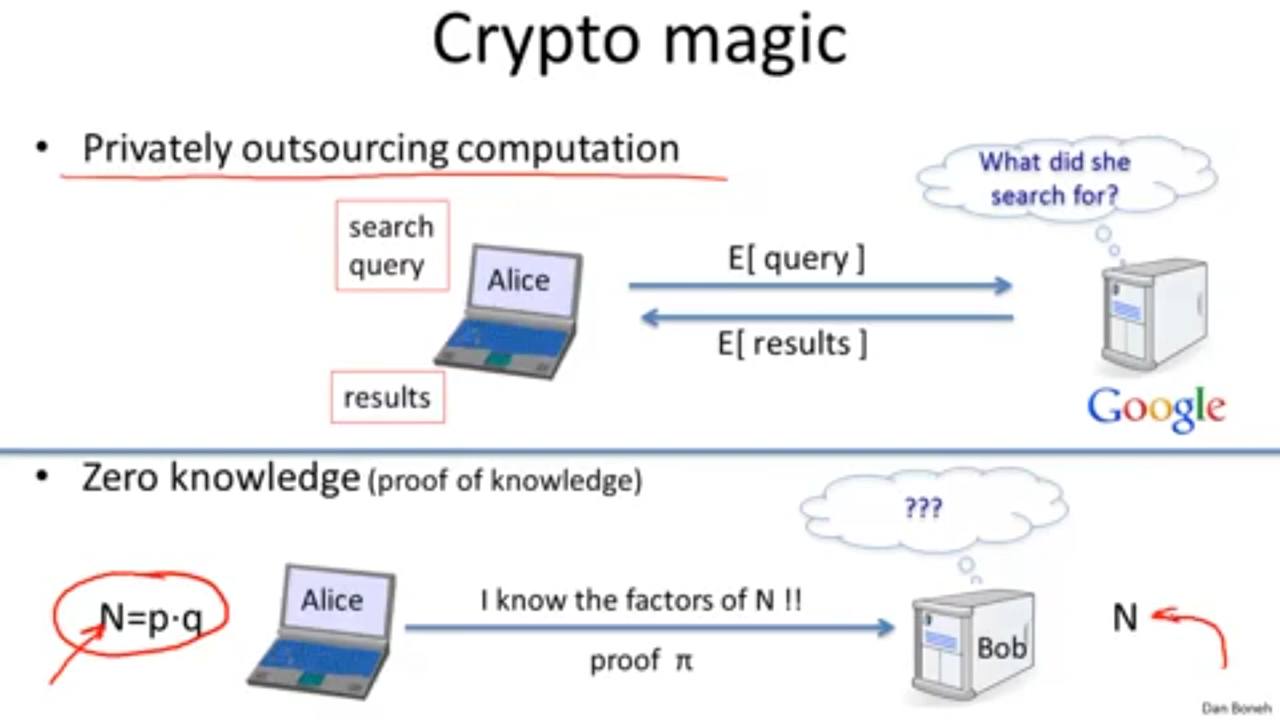 Crypto magic
• Privately outsourcing computation
What did she
search for?
search
query
Alice
E[ query ]
E[ results ]
results
Google
• Zero knowledge (proof of knowledge)
???
N=p·q
Alice
I know the factors of N !!
proof π
Bob
N
Dan Boneh